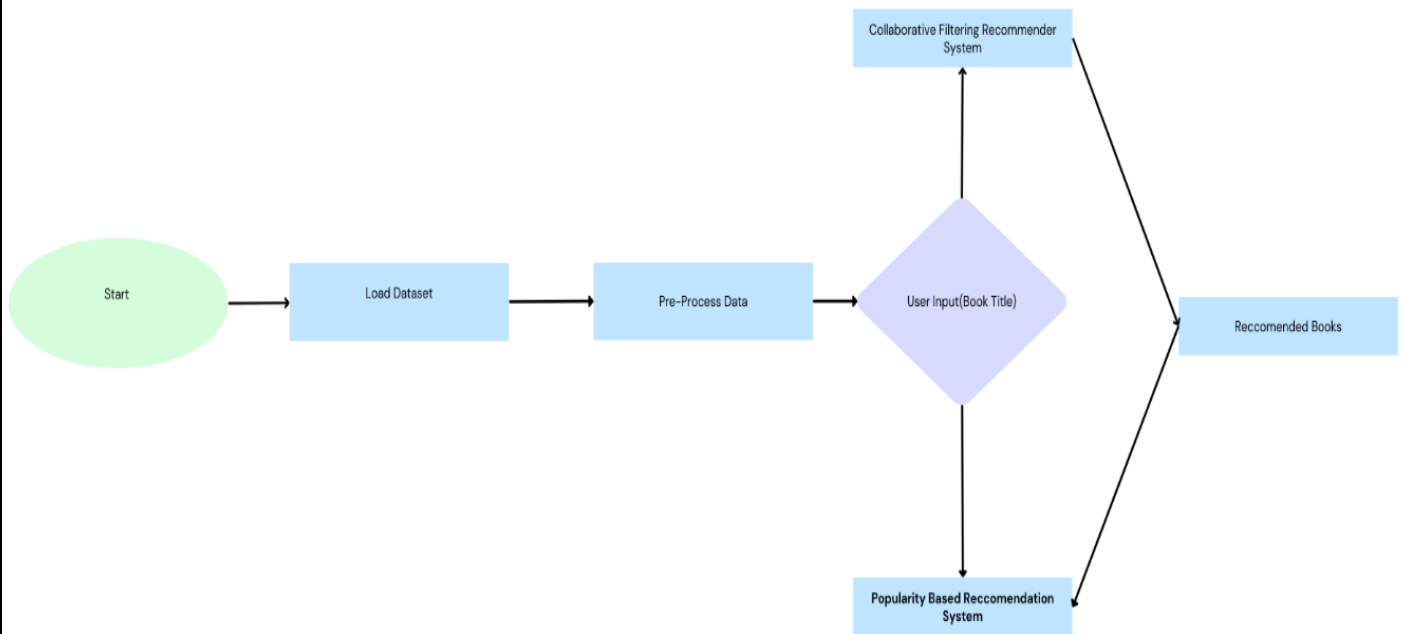 Collaborative Filtering Recommender
System
Start
Load Dataset
Pre-Process Data
User Input(Book Title)
Reccomended Books
Popularity Based Reccomendation
System